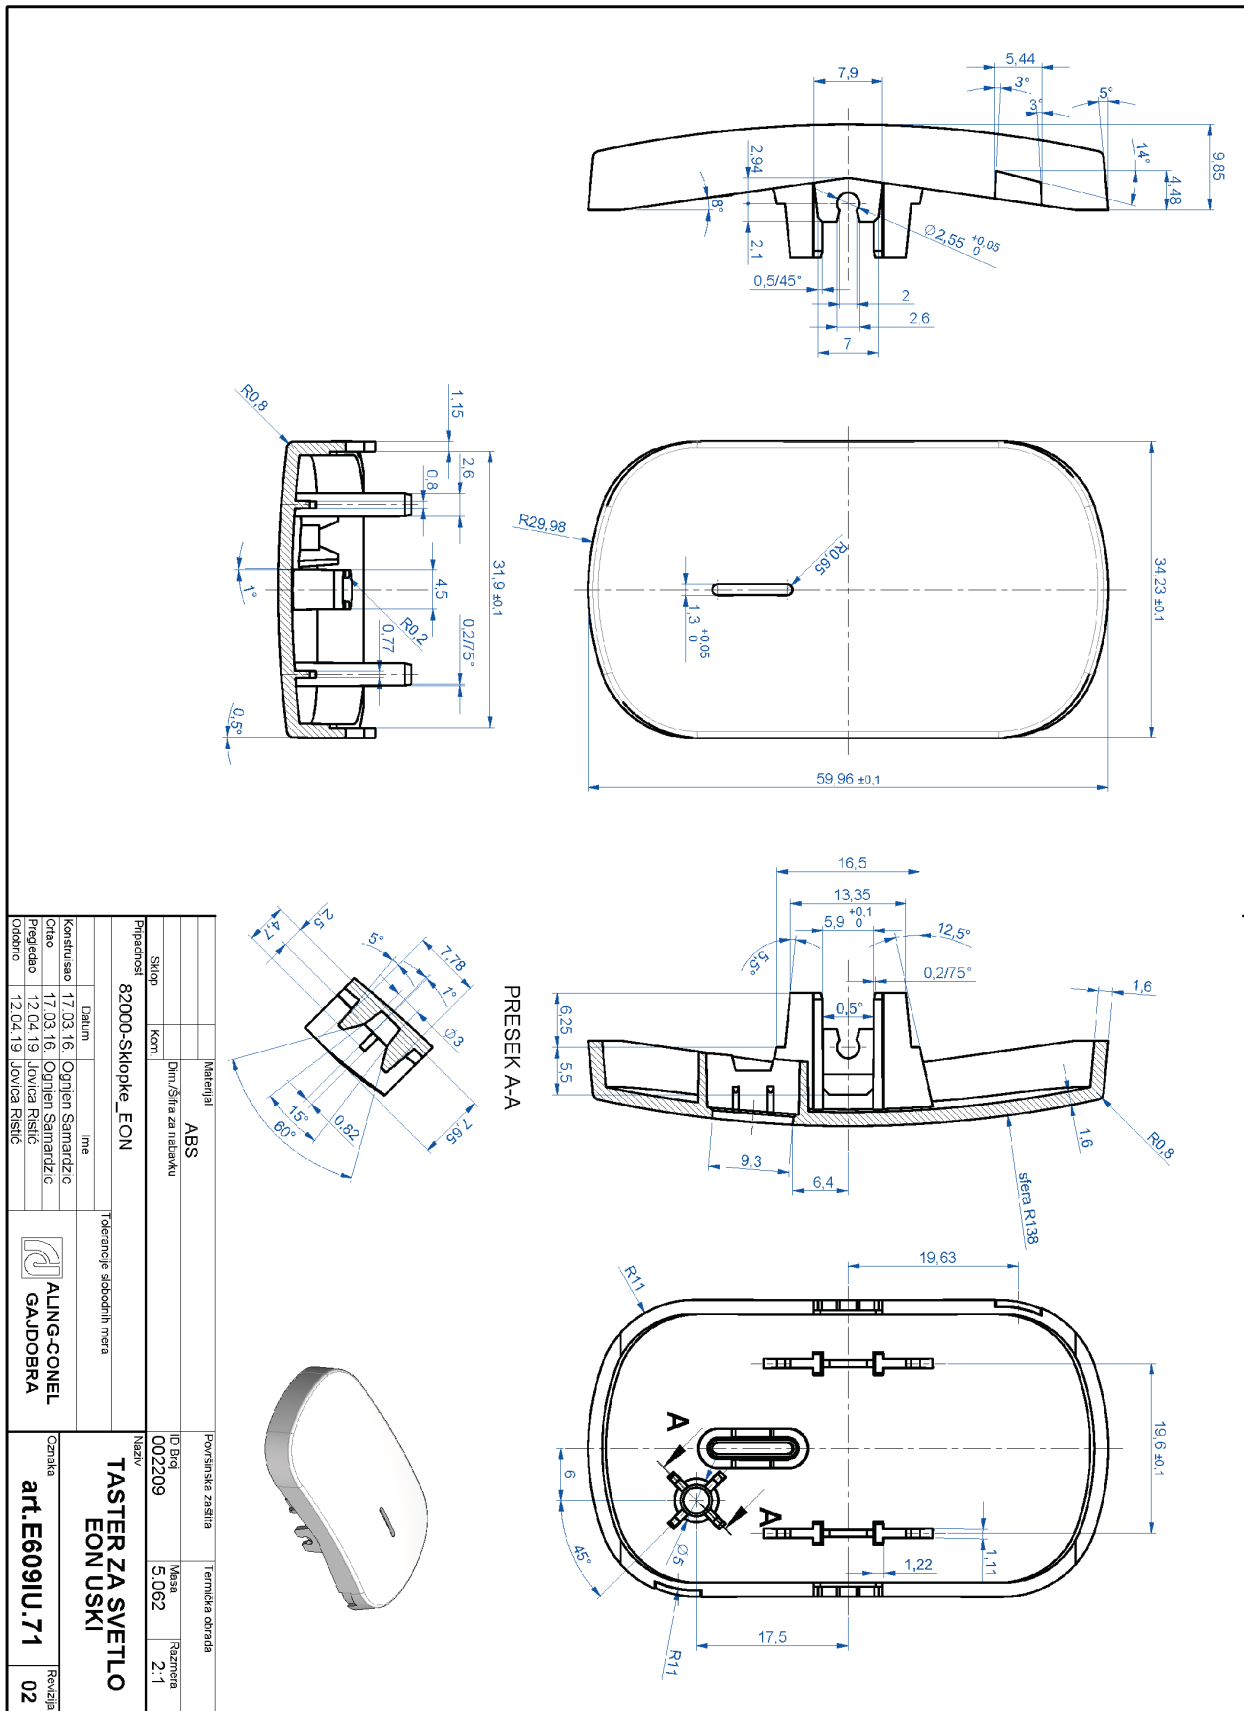 5,44
7,9
3°
3°
5°
9,85
14°
4,48
2,94
8°
2,1
Ø2,55 +0,05 0
0,5/45°
2
2,6
7
R0,8
1,15
2,6
0,8
31,9 ±0,1
4,5
1°
R0,2
0,77
0,2/75°
0,5°
R29,98
R0,65
1,3 +0,05 0
34,23 ±0,1
59,96 ±0,1
16,5
13,35
5,9 +0,1 0
12,5°
5,5°
0,2/75°
1,6
6,25
0,5°
5,5
9,3
6,4
1,6
R0,8
sfera R138
PRESEK A-A
2,5
4,7
5°
7,78
1°
Ø3
7,65
0,82
15°
60°
19,63
R11
19,6 ±0,1
A
A
6
45°
Ø5
1,22
1,11
17,5
R11
Materijal
ABS
Površinska zaštita
Termička obrada
Sklop
Kom.
Dim./Šifra za nabavku
ID Broj
002209
Masa
5.062
Razmera
2:1
Pripadnost
82000-Sklopke_EON
Tolerancije slobodnih mera
Naziv
TASTER ZA SVETLO
EON USKI
Datum
Ime
Konstruisao 17.03.16. Ognjen Samardzic
Crtao 17.03.16. Ognjen Samardzic
Pregledao 12.04.19 Jovica Ristić
Odobrio 12.04.19 Jovica Ristić
ALING-CONEL
GAJDOBRA
Oznaka
art.E609IU.71
Revizija
02